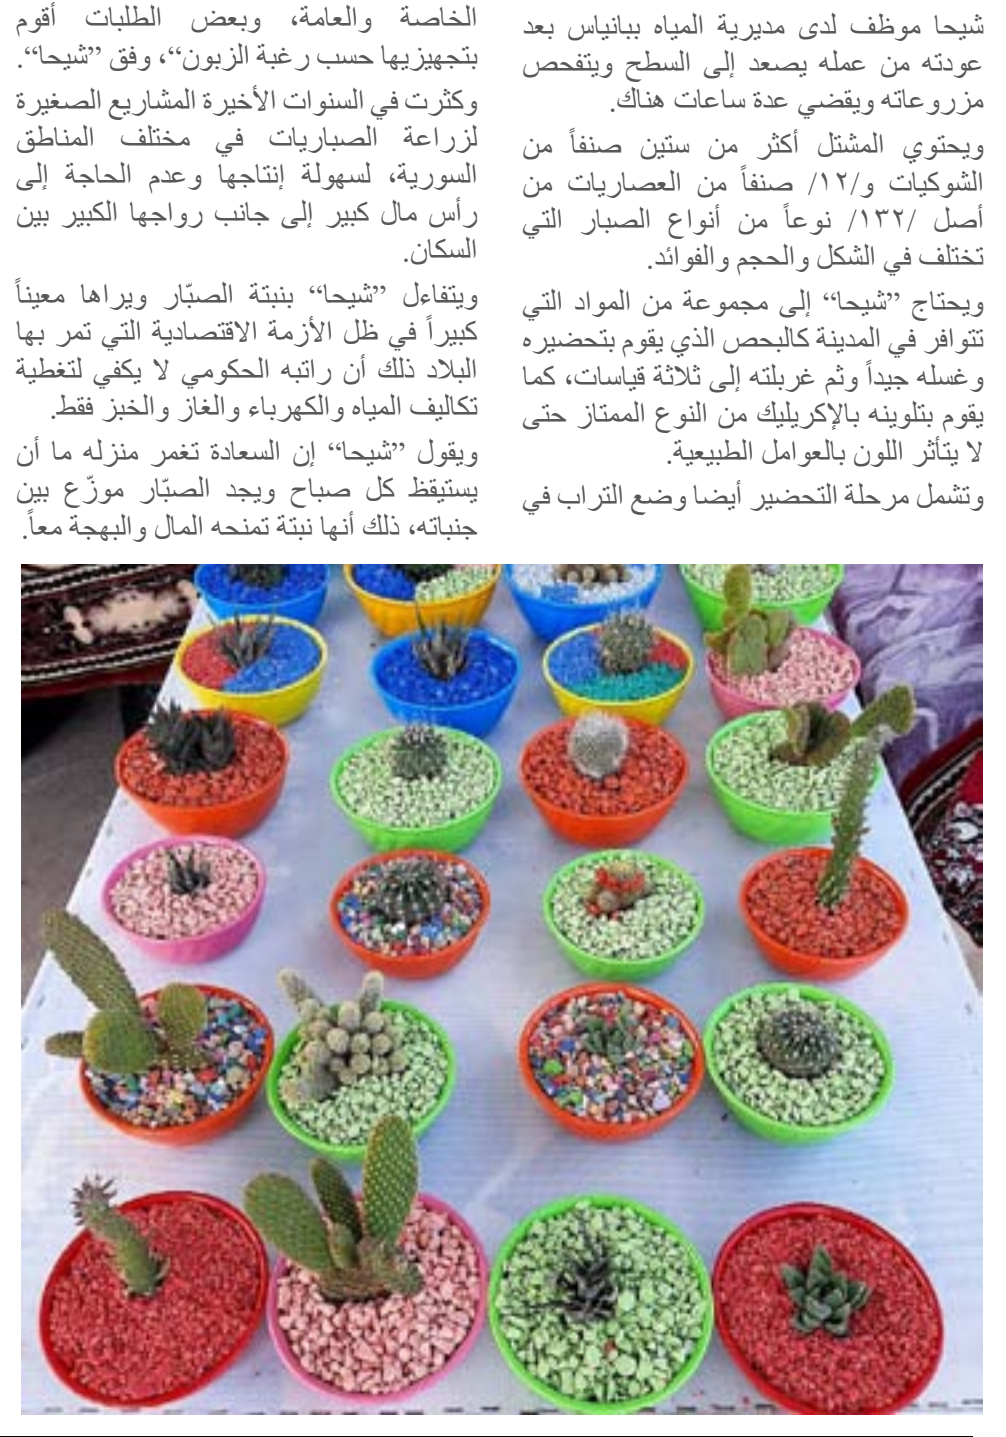 شيحا موظف لدى مديرية المياه ببانياس بعد
عودته من عمله يصعد إلى السطح ويتفحص
مزروعاته ويقضي عدة ساعات هناك.
ويحتوي المشتل أكثر من ستين صنفاً من
الشوكيات و/١٢/ صنفاً من العصاريات من
أصل /١٣٢/ نوعاً من أنواع الصبار التي
تختلف في الشكل والحجم والفوائد.
ويحتاج ”شيحا“ إلى مجموعة من المواد التي
تتوافر في المدينة كالبحص الذي يقوم بتحضيره
وغسله جيداً وثم غربلته إلى ثلاثة قياسات، كما
يقوم بتلوينه بالإكريليك من النوع الممتاز حتى
لا يتأثر اللون بالعوامل الطبيعية.
وتشمل مرحلة التحضير أيضا وضع التراب في
الخاصة والعامة، وبعض الطلبات أقوم
بتجهيزيها حسب رغبة الزبون“، وفق ”شيحا“.
وكثرت في السنوات الأخيرة المشاريع الصغيرة
لزراعة الصباريات في مختلف المناطق
السورية، لسهولة إنتاجها وعدم الحاجة إلى
رأس مال كبير إلى جانب رواجها الكبير بين
السكان.
ويتفاءل ”شيحا“ بنبتة الصبّار ويراها معيناً
كبيراً في ظل الأزمة الاقتصادية التي تمر بها
البلاد ذلك أن راتبه الحكومي لا يكفي لتغطية
تكاليف المياه والكهرباء والغاز والخبز فقط.
ويقول ”شيحا“ إن السعادة تغمر منزله ما أن
يستيقظ كل صباح ويجد الصبّار موزّع بين
جنباته، ذلك أنها نبتة تمنحه المال والبهجة معاً.